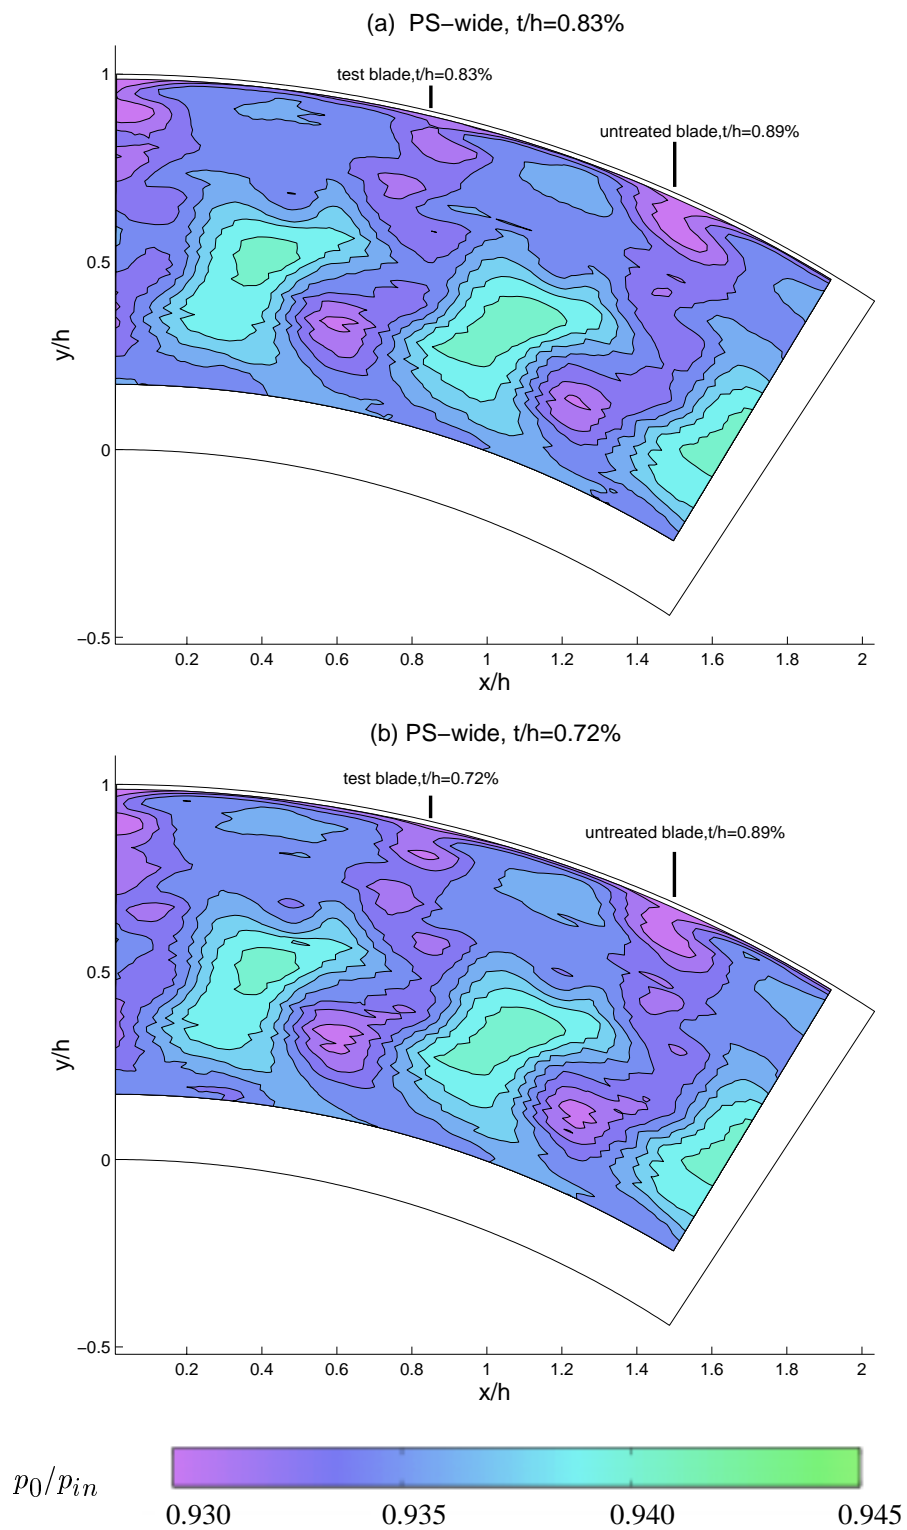 (a) PS−wide, t/h=0.83%
test blade,t/h=0.83%
untreated blade,t/h=0.89%
1
0.5
0
−0.5
y/h
0.2 0.4 0.6 0.8 1 1.2 1.4 1.6 1.8 2
x/h
(b) PS−wide, t/h=0.72%
test blade,t/h=0.72%
untreated blade,t/h=0.89%
1
0.5
0
−0.5
y/h
0.2 0.4 0.6 0.8 1 1.2 1.4 1.6 1.8 2
x/h
p0/pin
0.930 0.935 0.940 0.945